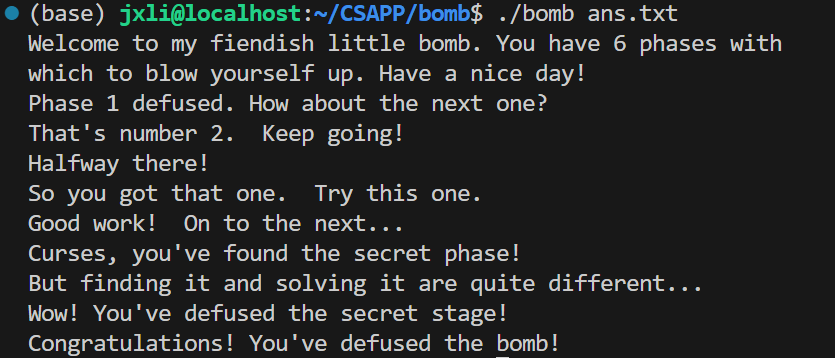 (base) jxli@localhost:~/CSAPP/bomb$ ./bomb ans.txt
Welcome to my fiendish little bomb. You have 6 phases with
which to blow yourself up. Have a nice day!
Phase 1 defused. How about the next one?
That's number 2.  Keep going!
Halfway there!
So you got that one.  Try this one.
Good work!  On to the next...
Curses, you've found the secret phase!
But finding it and solving it are quite different...
Wow! You've defused the secret stage!
Congratulations! You've defused the bomb!